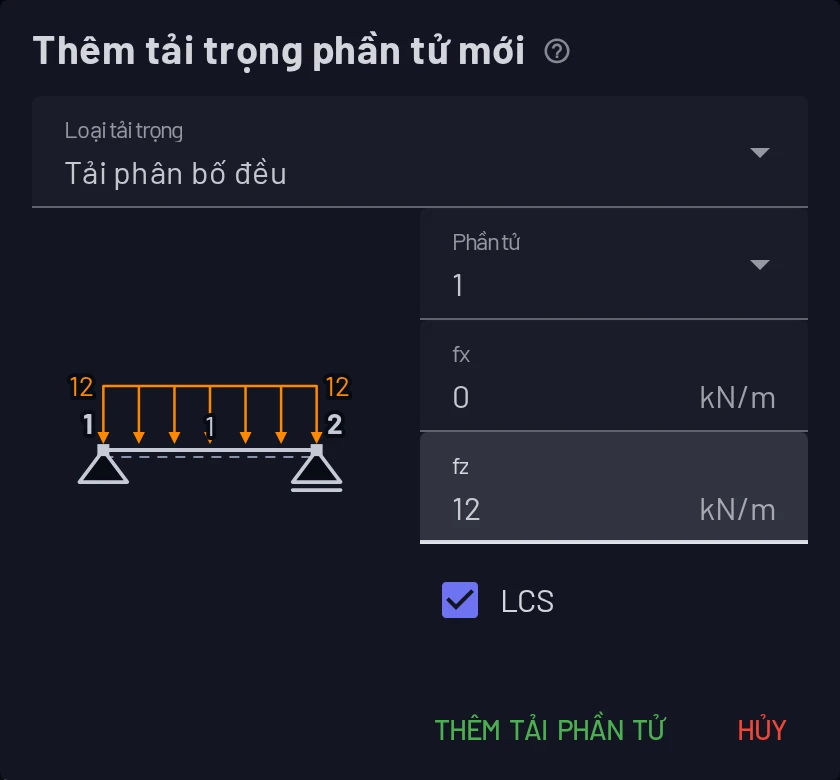 Thêm tải trọng phần tử mới ?
Loại tải trọng
Tải phân bố đều
Phần tử
1
fx
0 kN/m
fz
12 kN/m
LCS
12 12
1 1 2
THÊM TẢI PHẦN TỬ HỦY